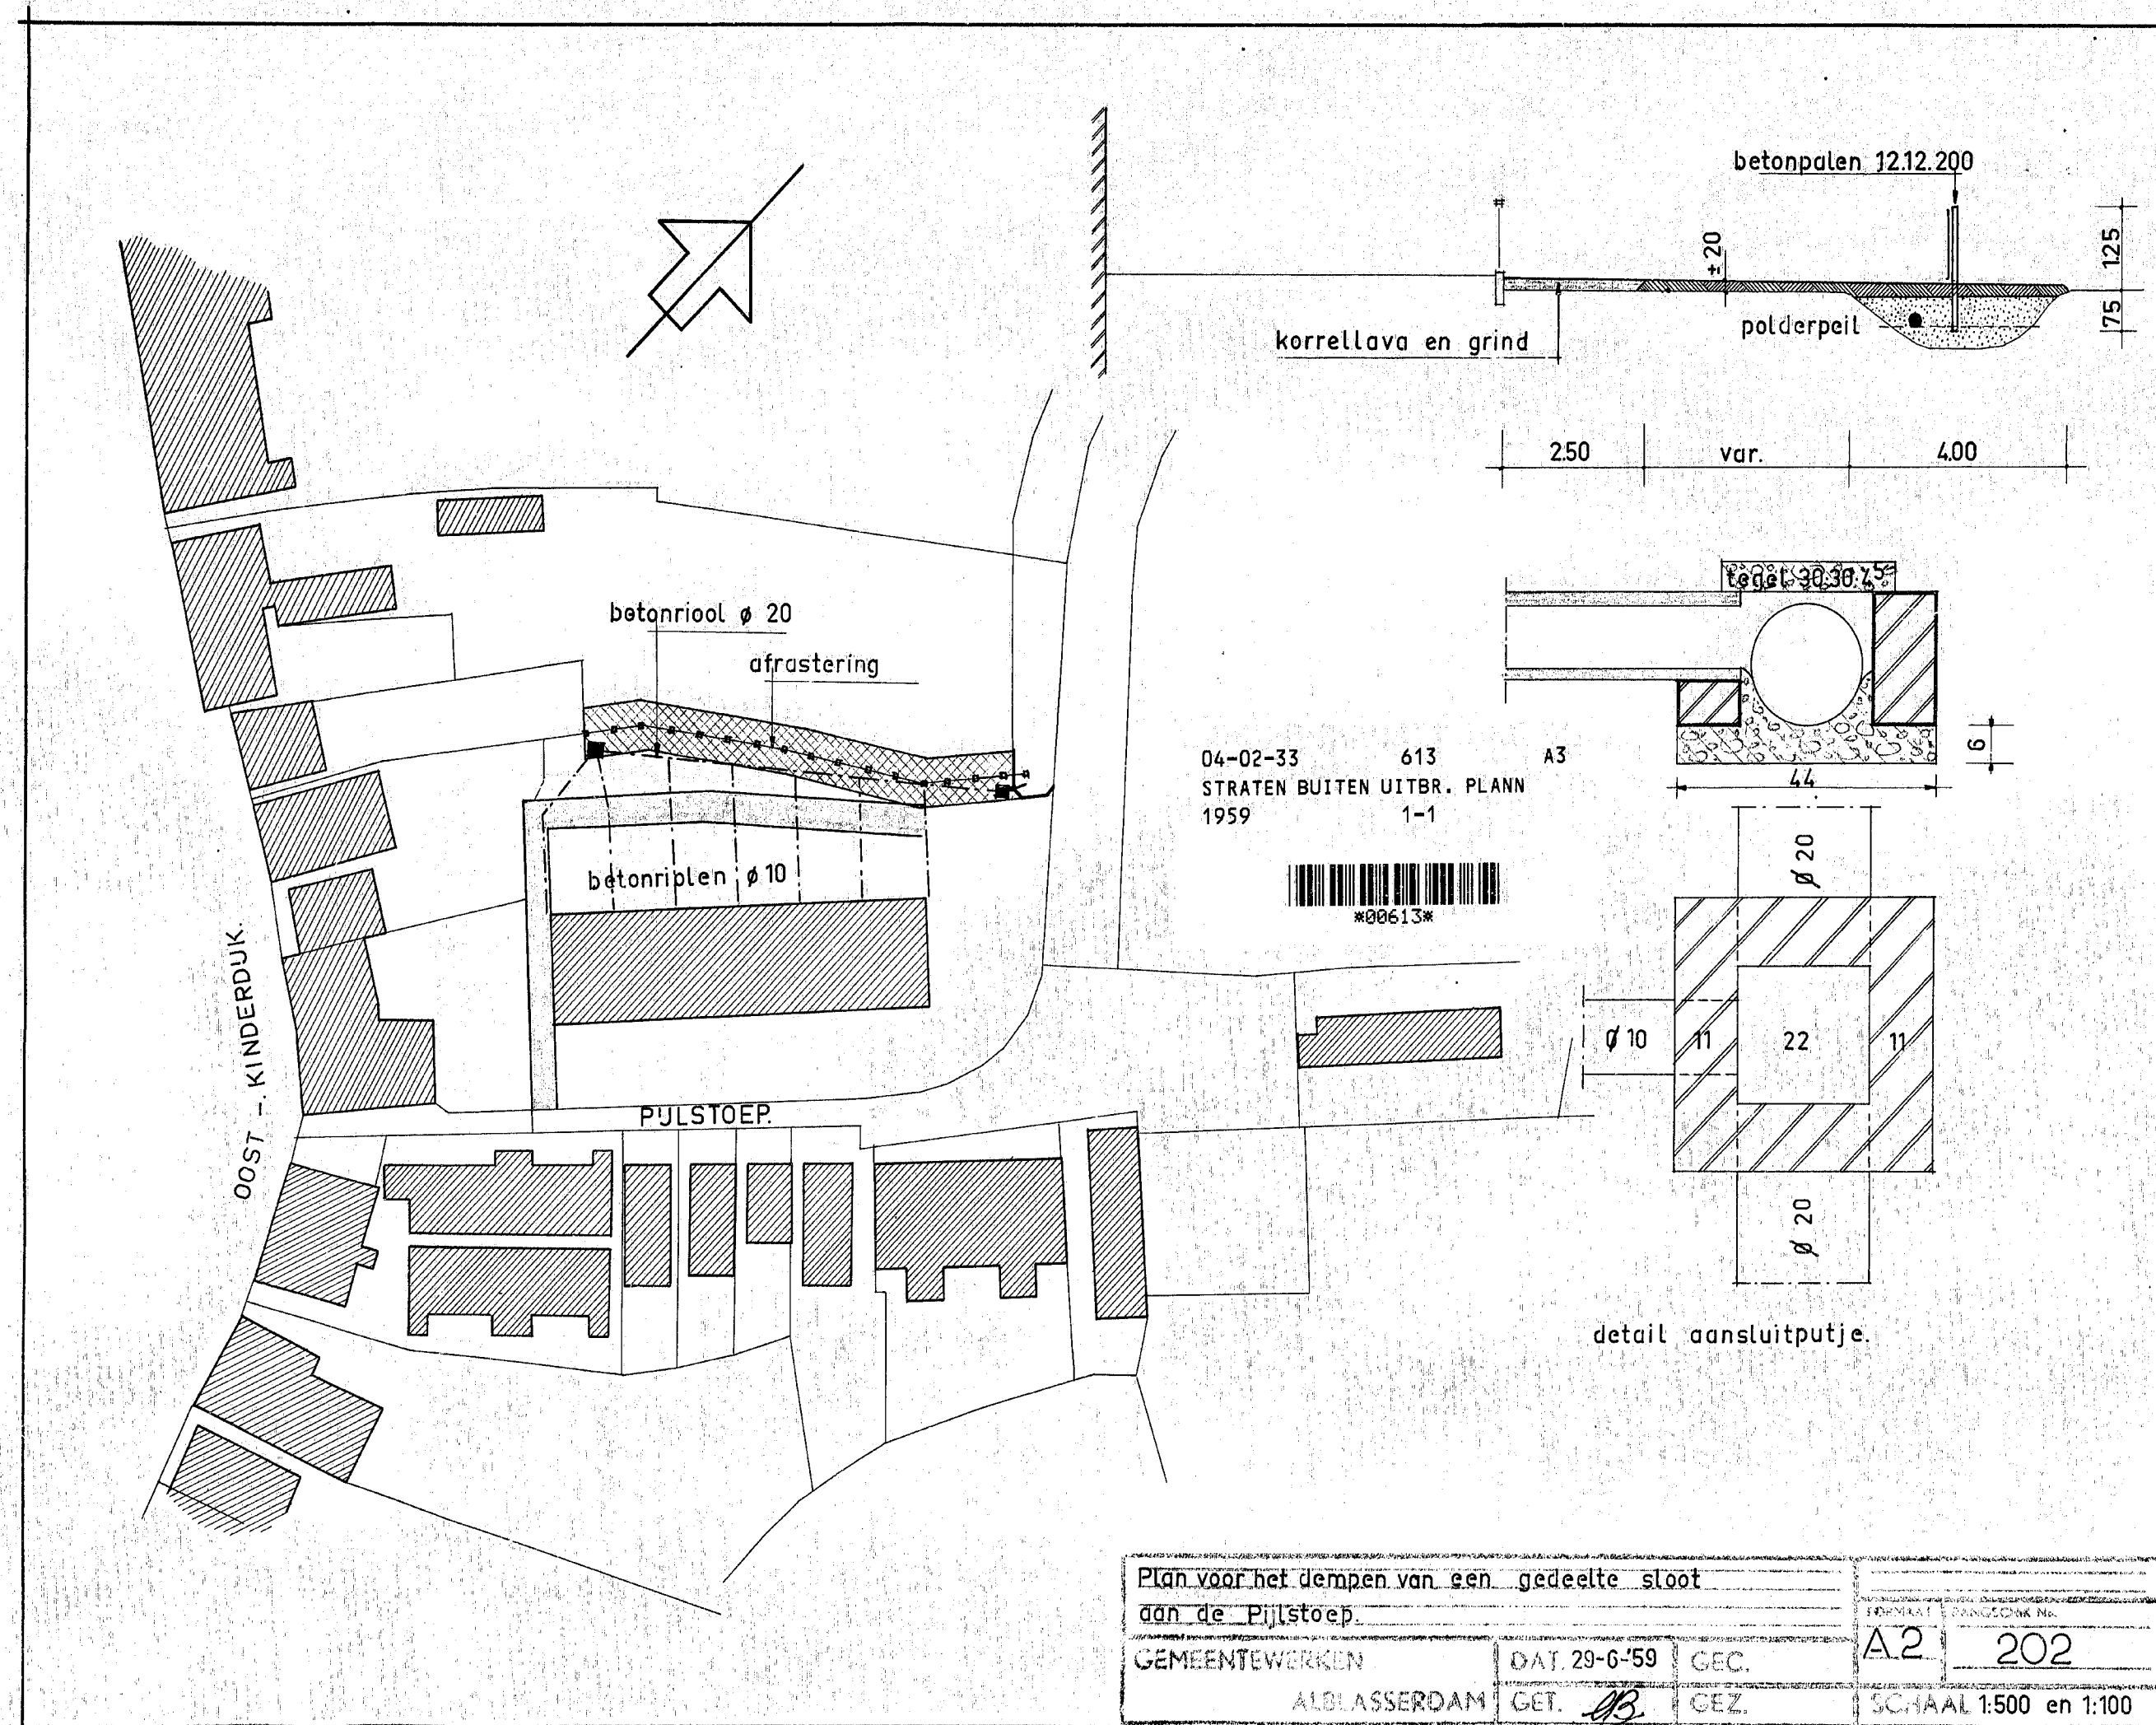 betonpalen 12.12.200
± 20
125
75
korrellava en grind
polderpeil
2.50 var. 4.00
betonriool ø 20
afrastering
betonriolen ø 10
OOST -. KINDERDIJK.
PIJLSTOEP.
04-02-33 613 A3
STRATEN BUITEN UITBR. PLANN
1959 1-1
*00613*
tegel 30.30.4⁵
6
44
ø 20
ø 10 11 22 11
ø 20
detail aansluitputje.
Plan voor het dempen van een gedeelte sloot
aan de Pijlstoep.
GEMEENTEWERKEN
ALBLASSERDAM
DAT. 29-6-'59
GEC.
GET.
GEZ.
FORMAAT
A2
202
SCHAAL 1:500 en 1:100